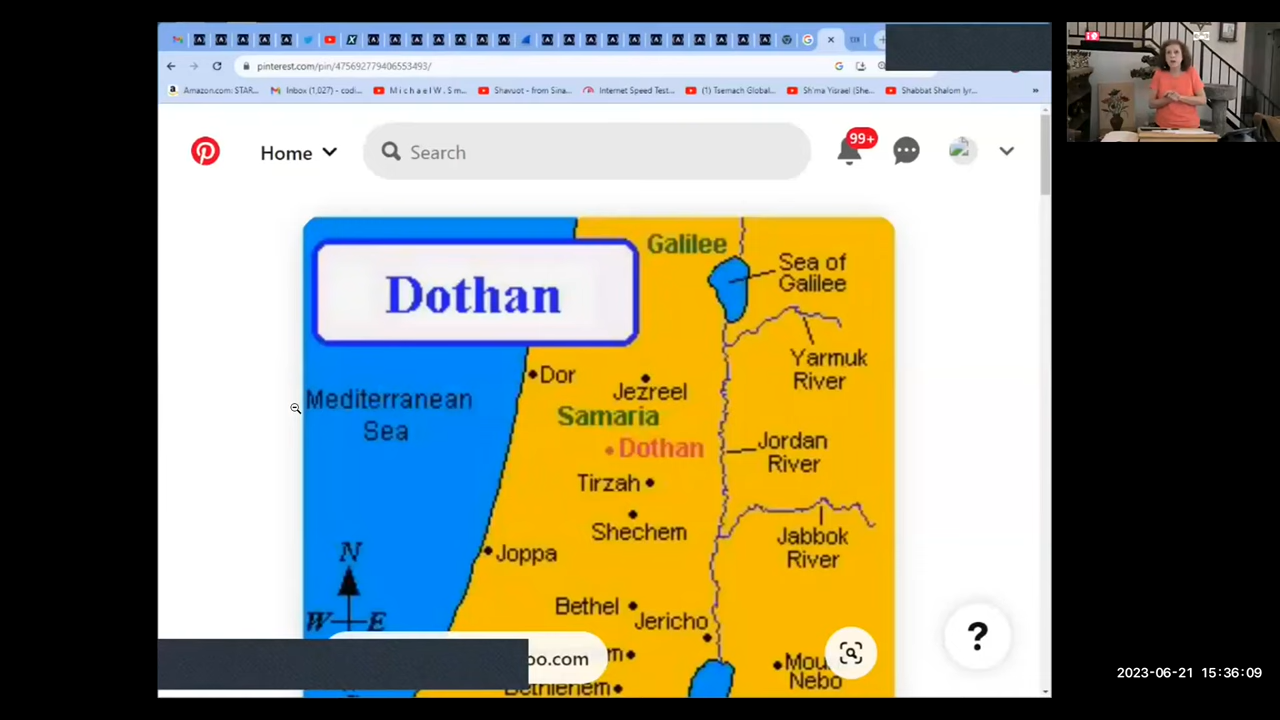 pinterest.com/pin/475692779406553493/
Amazon.com: STAR...
Inbox (1,027) - codi...
M i c h a e l W . S m...
Shavuot - from Sina...
Internet Speed Test...
(1) Tsemach Global...
Sh'ma Yisrael (She...
Shabbat Shalom lyr...
»
Home
Search
99+
Dothan
Galilee
Sea of
Galilee
Yarmuk
River
Dor
Jezreel
Mediterranean
Sea
Samaria
Dothan
Jordan
River
Tirzah
Shechem
Jabbok
River
Joppa
N
W
E
Bethel
Jericho
oo.com
Nebo
Bethlehem
?
2023-06-21 15:36:09